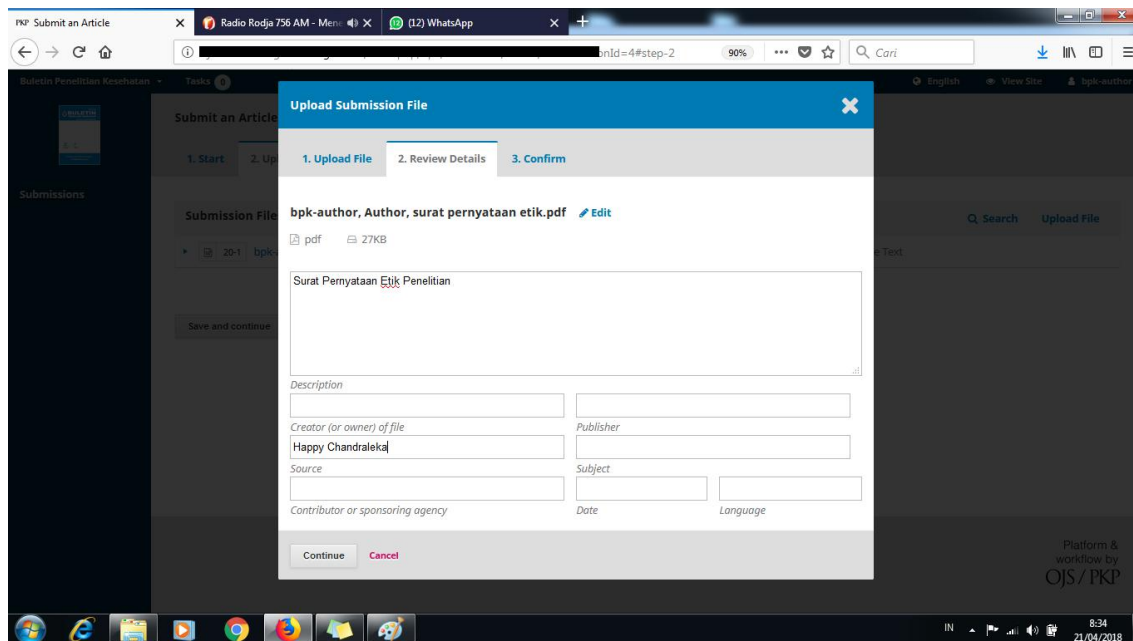 PKP Submit an Article
Radio Rodja 756 AM - Mene
(12) WhatsApp
onId=4#step-2
90%
Cari
Buletin Penelitian Kesehatan
Tasks 0
English
View Site
bpk-author
Submit an Article
1. Start
2. Upl
Submissions
Submission File
Search
Upload File
20-1
bpk-a
e Text
Save and continue
Upload Submission File
1. Upload File
2. Review Details
3. Confirm
bpk-author, Author, surat pernyataan etik.pdf Edit
pdf 27KB
Surat Pernyataan Etik Penelitian
Description
Creator (or owner) of file
Publisher
Happy Chandraleka
Source
Subject
Contributor or sponsoring agency
Date
Language
Continue
Cancel
Platform &
workflow by
OJS / PKP
IN
8:34
21/04/2018